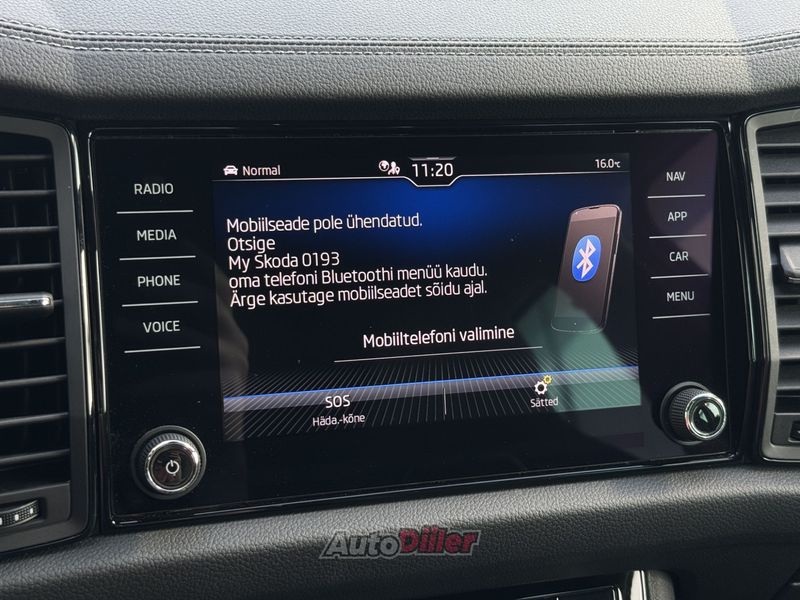 Normal 11:20 16.0°C
RADIO
MEDIA
PHONE
VOICE
Mobiilseade pole ühendatud.
Otsige
My Skoda 0193
oma telefoni Bluetoothi menüü kaudu.
Ärge kasutage mobiilseadet sõidu ajal.
Mobiiltelefoni valimine
SOS
Häda.-kõne
Sätted
NAV
APP
CAR
MENU
AutoDiller